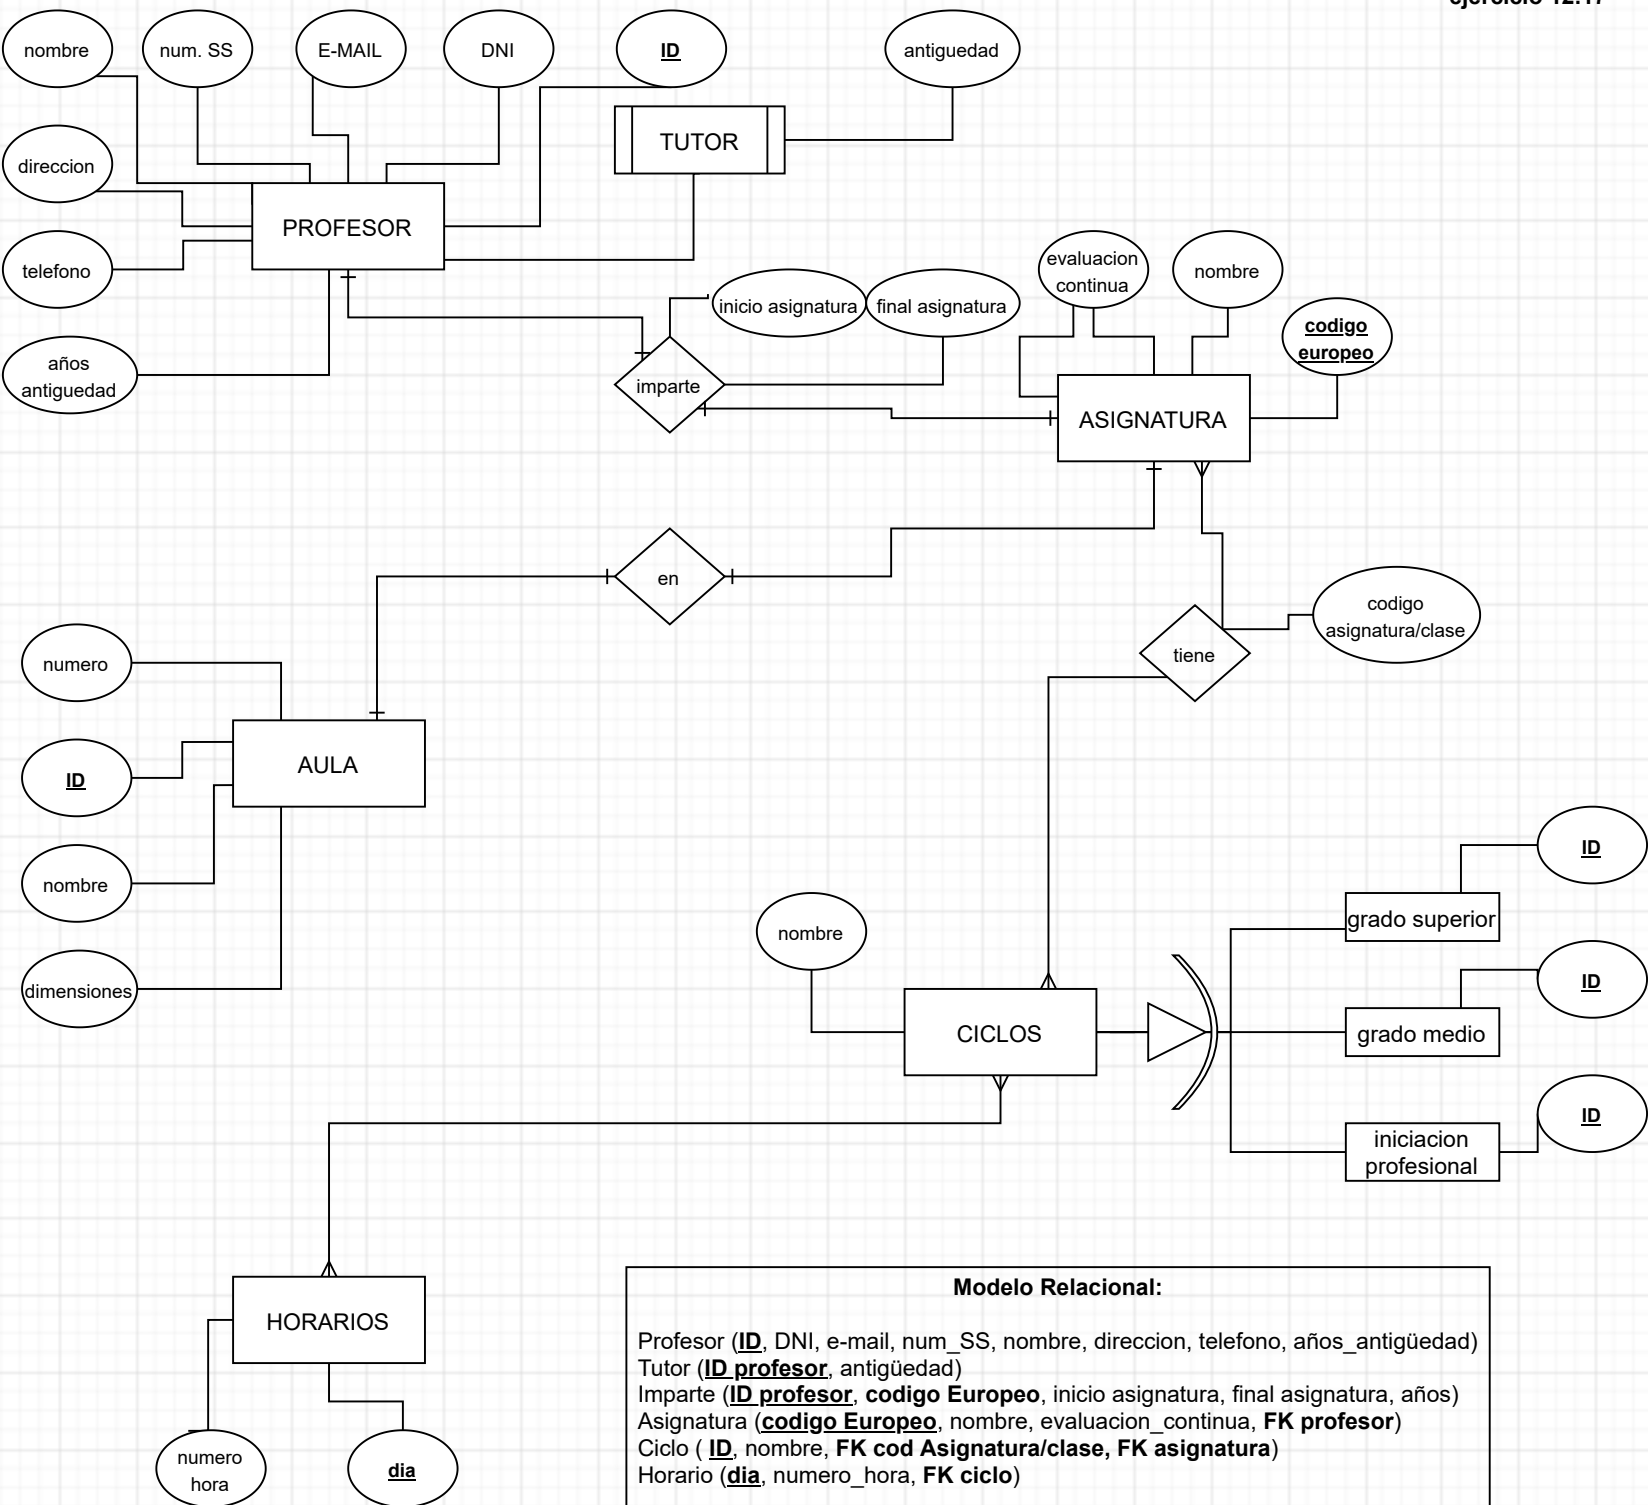 ejercicio 12.17
nombre
num. SS
E-MAIL
DNI
ID
antiguedad
TUTOR
direccion
PROFESOR
telefono
evaluacion
continua
nombre
inicio asignatura
final asignatura
codigo
europeo
años
antiguedad
imparte
ASIGNATURA
en
codigo
asignatura/clase
tiene
numero
AULA
ID
nombre
dimensiones
ID
grado superior
nombre
ID
CICLOS
grado medio
ID
iniciacion
profesional
HORARIOS
numero
hora
dia
Modelo Relacional:
Profesor (ID, DNI, e-mail, num_SS, nombre, direccion, telefono, años_antigüedad)
Tutor (ID profesor, antigüedad)
Imparte (ID profesor, codigo Europeo, inicio asignatura, final asignatura, años)
Asignatura (codigo Europeo, nombre, evaluacion_continua, FK profesor)
Ciclo ( ID, nombre, FK cod Asignatura/clase, FK asignatura)
Horario (dia, numero_hora, FK ciclo)